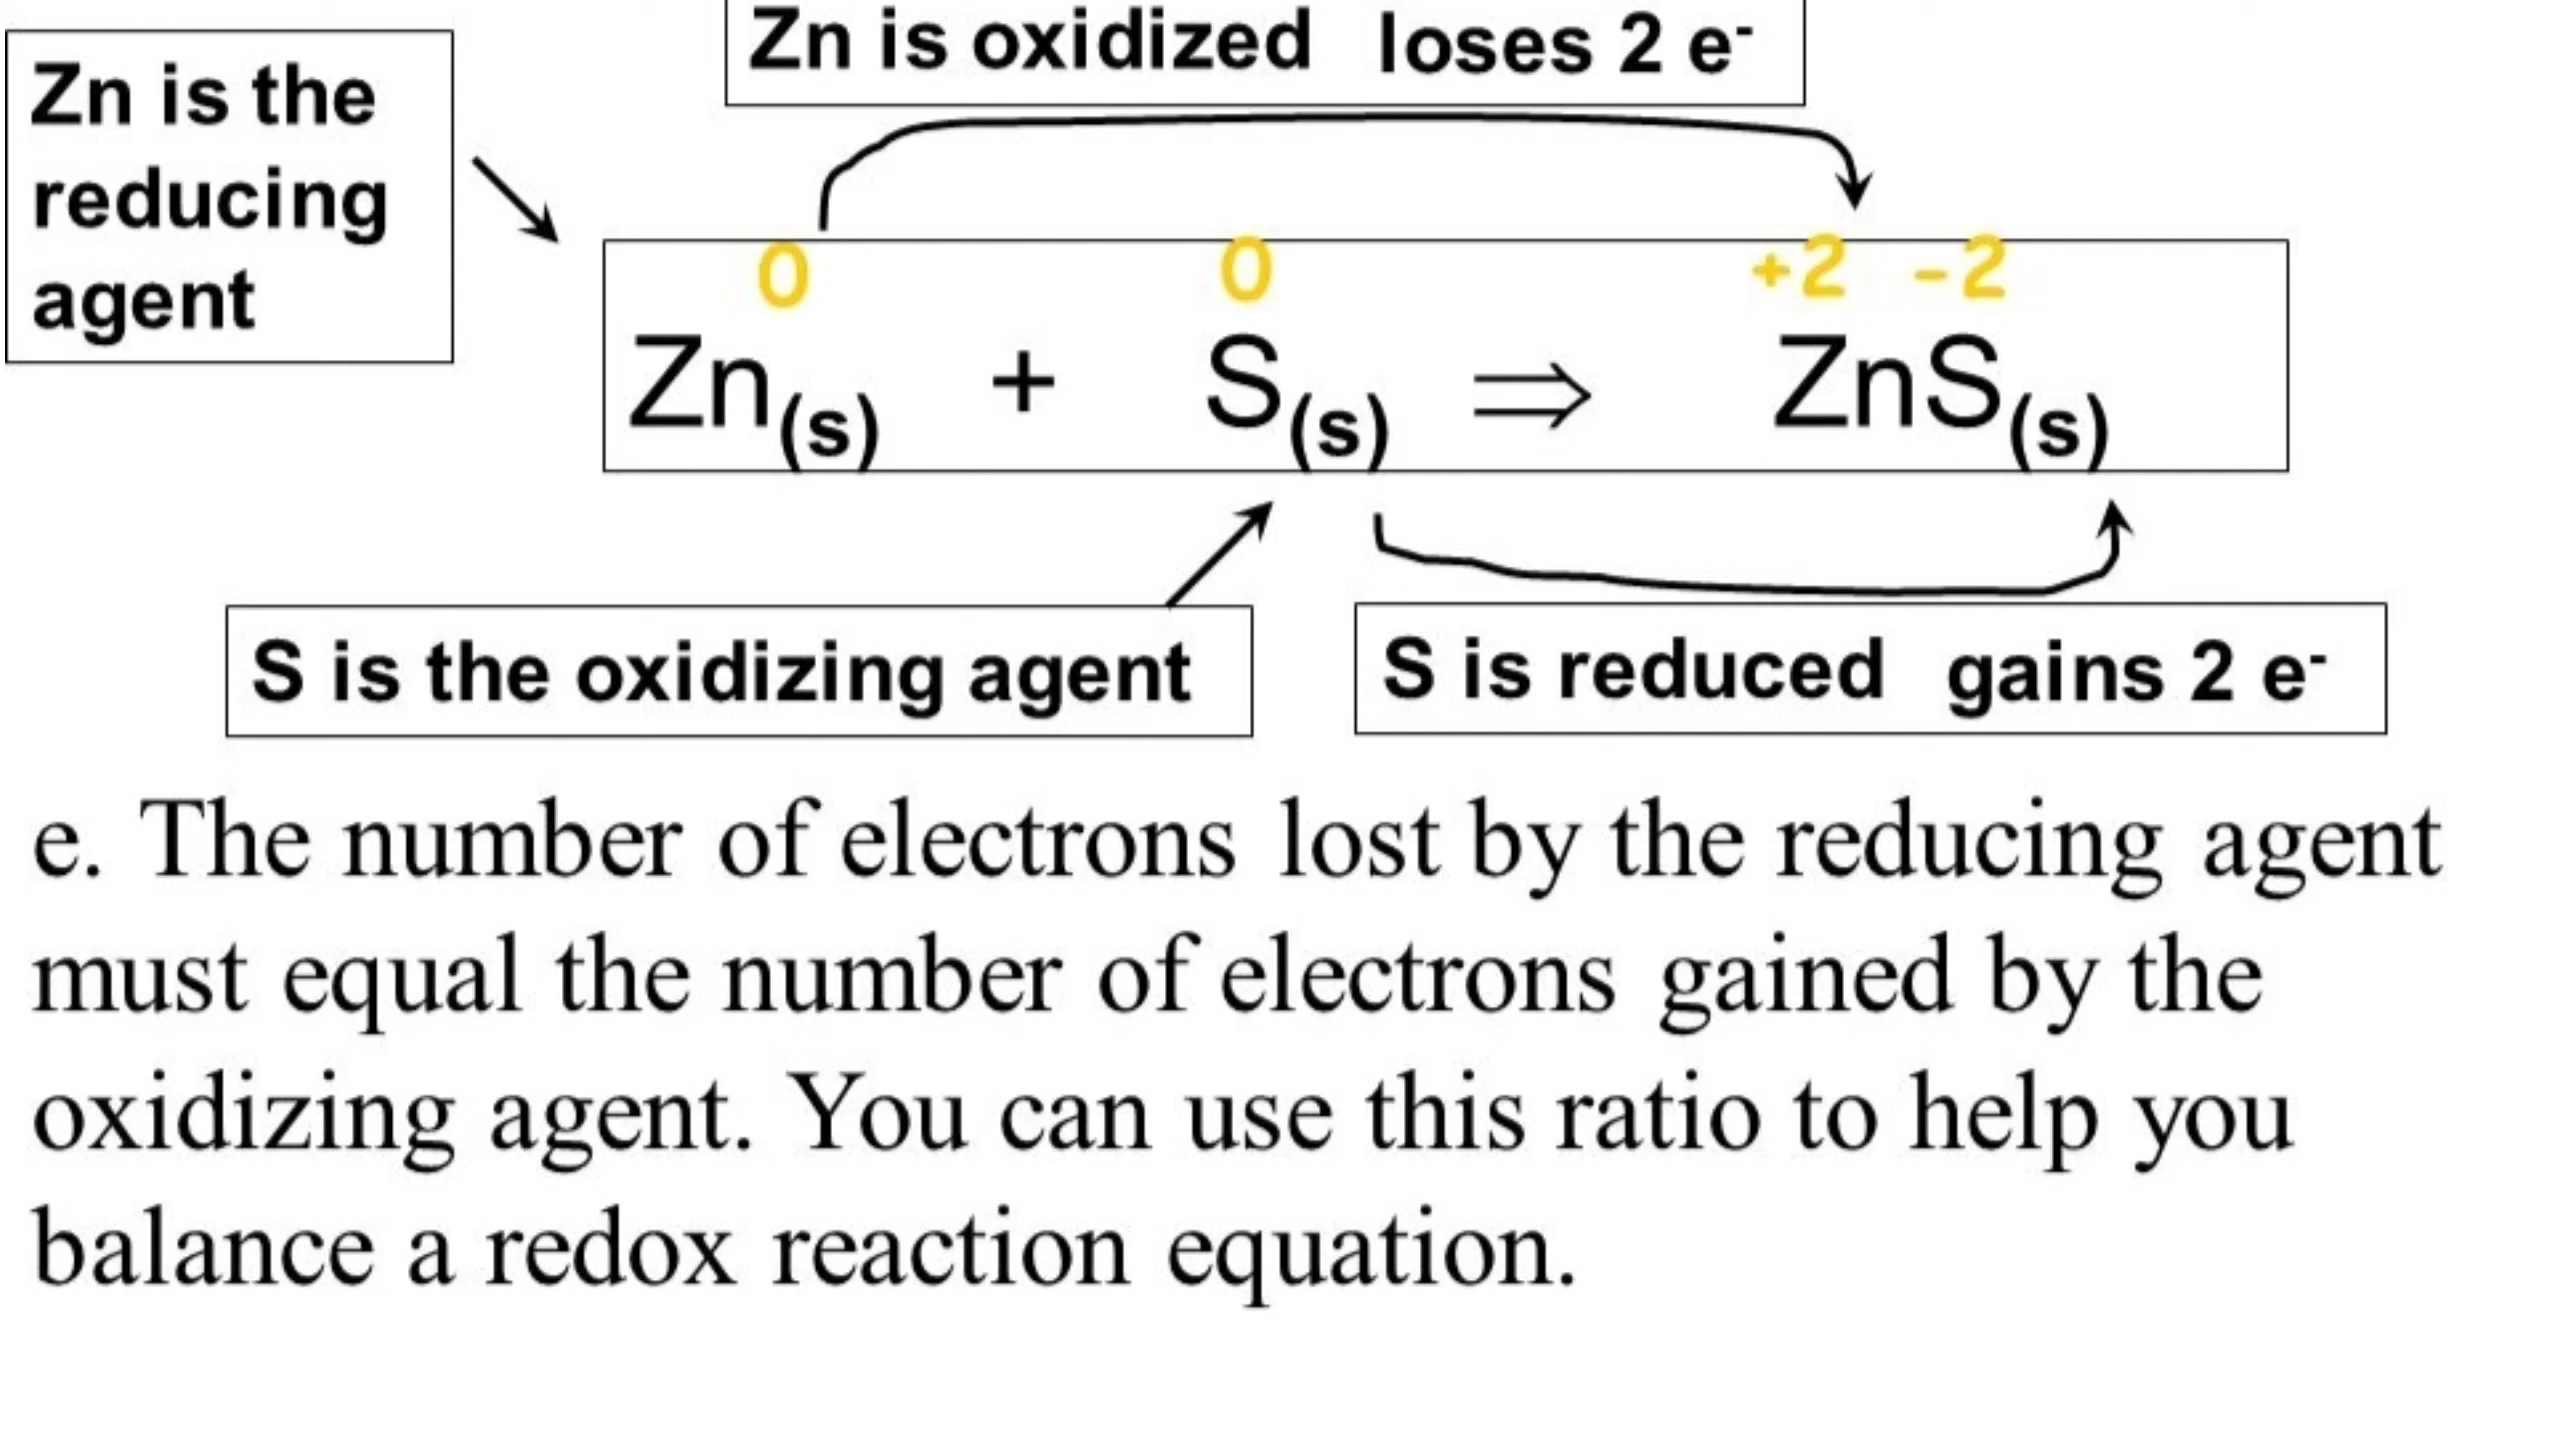 Zn is oxidized loses 2 e-
Zn is the
reducing
agent
0 0 +2 -2
Zn(s) + S(s) ⇒ ZnS(s)
S is the oxidizing agent
S is reduced gains 2 e-
e. The number of electrons lost by the reducing agent
must equal the number of electrons gained by the
oxidizing agent. You can use this ratio to help you
balance a redox reaction equation.